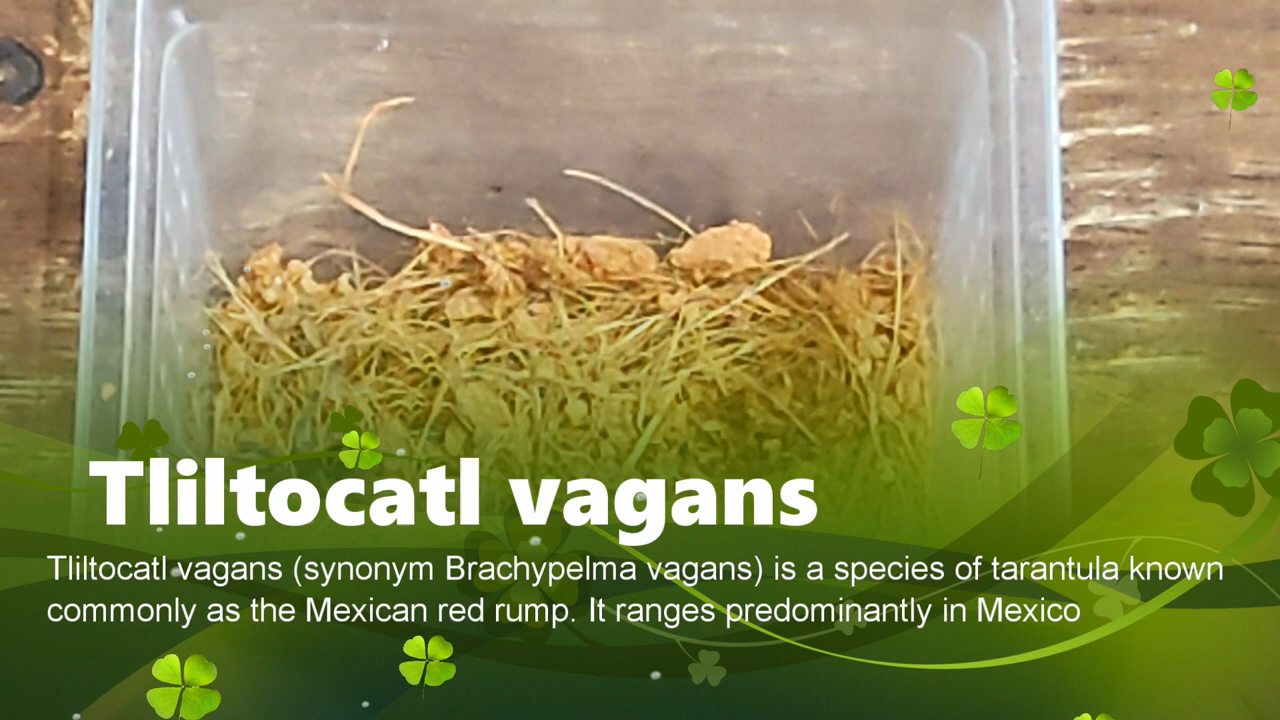 Tliltocatl vagans
Tliltocatl vagans (synonym Brachypelma vagans) is a species of tarantula known
commonly as the Mexican red rump. It ranges predominantly in Mexico